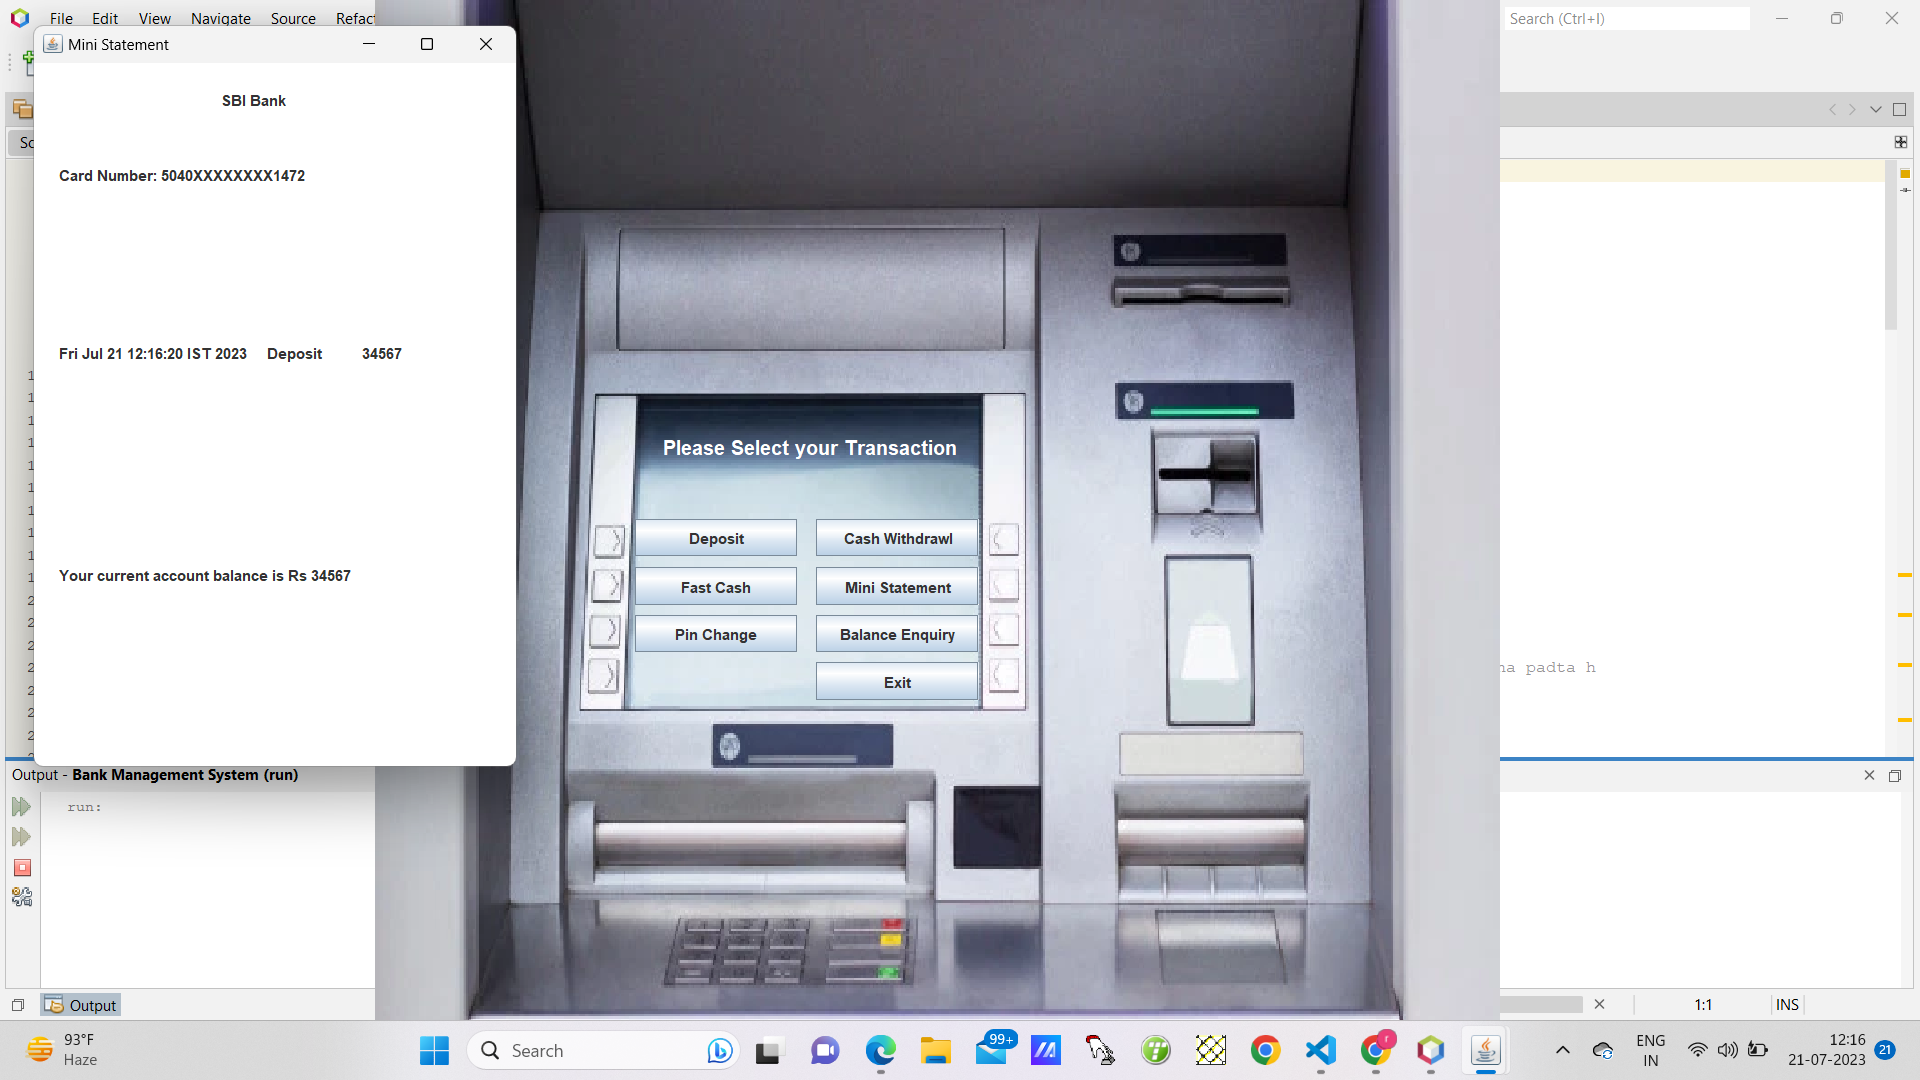 File Edit View Navigate Source Refact
Search (Ctrl+I)
Mini Statement
SBI Bank
Card Number: 5040XXXXXXXX1472
Fri Jul 21 12:16:20 IST 2023 Deposit 34567
Your current account balance is Rs 34567
Please Select your Transaction
Deposit Cash Withdrawl
Fast Cash Mini Statement
Pin Change Balance Enquiry
Exit
padta h
Output - Bank Management System (run)
run:
Output
1:1 INS
93°F
Haze
Search
99+
ENG
IN
12:16
21-07-2023
21